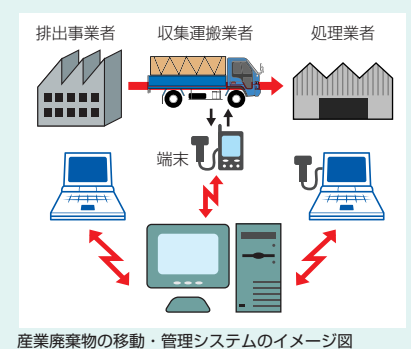 排出事業者
収集運搬業者
処理業者
端末
産業廃棄物の移動・管理システムのイメージ図